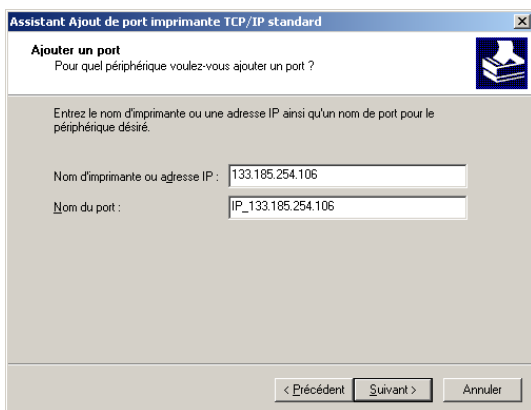 Assistant Ajout de port imprimante TCP/IP standard
Ajouter un port
Pour quel périphérique voulez-vous ajouter un port ?
Entrez le nom d'imprimante ou une adresse IP ainsi qu'un nom de port pour le
périphérique désiré.
Nom d'imprimante ou adresse IP : 133.185.254.106
Nom du port : IP_133.185.254.106
< Précédent Suivant > Annuler